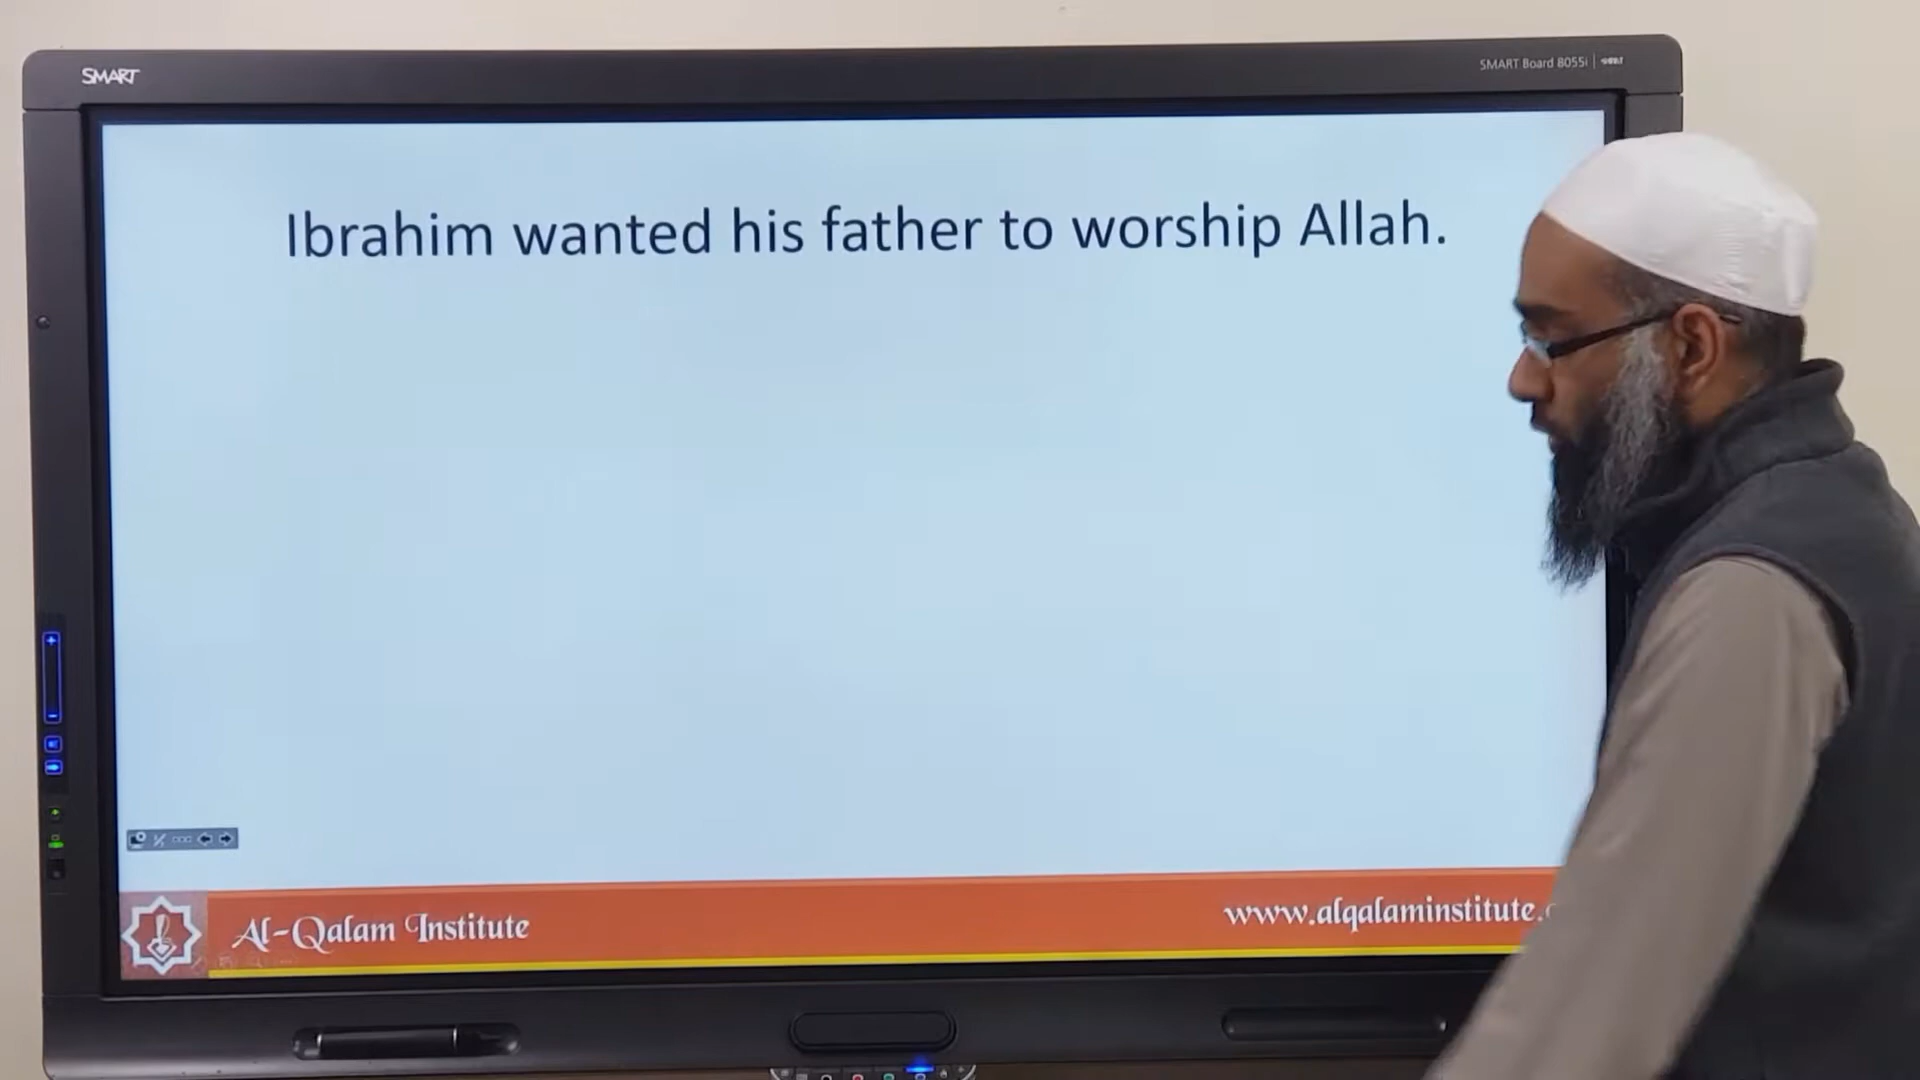 SMART
SMART Board 8055i
Ibrahim wanted his father to worship Allah.
Al-Qalam Institute
www.alqalaminstitute.